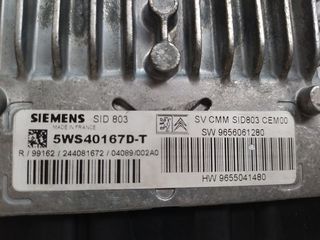 SIEMENS SID 803
MADE IN FRANCE
5WS40167D-T
R / 99162 / 244081672 / 04089/002A0
SV CMM SID803 CEM00
SW 9656061280
HW 9655041480